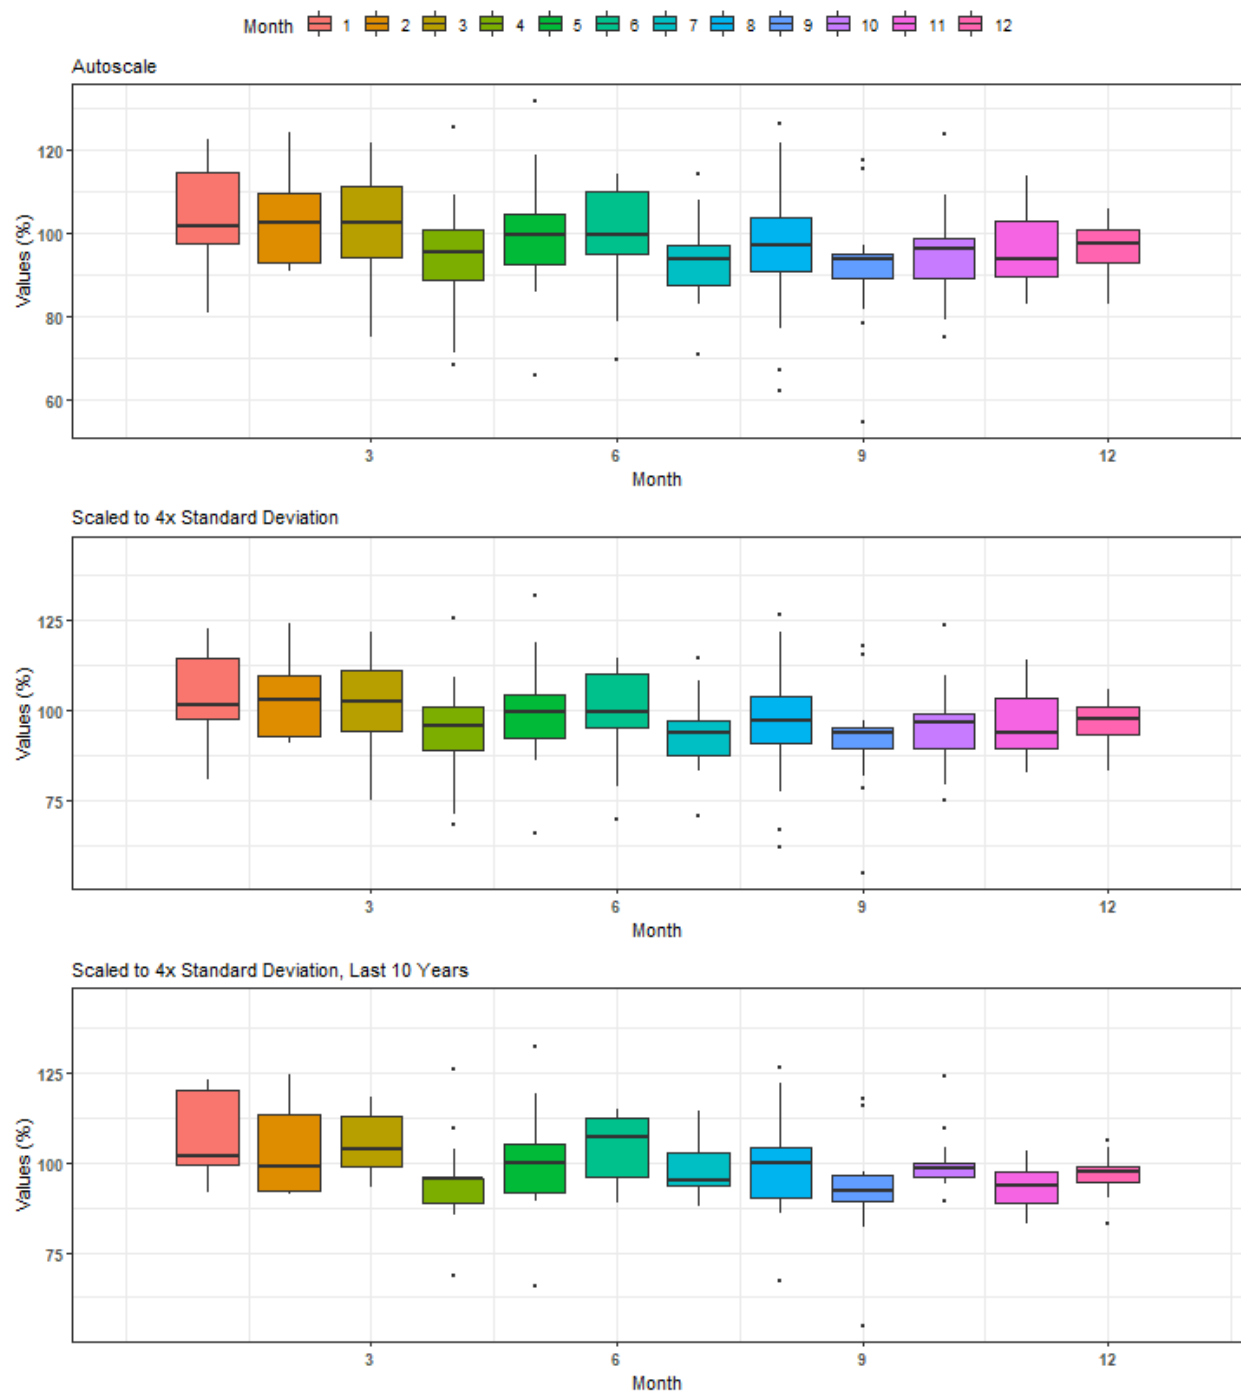 Month 1 2 3 4 5 6 7 8 9 10 11 12
Autoscale
Values (%)
120
100
80
60
3 6 9 12
Month
Scaled to 4x Standard Deviation
Values (%)
125
100
75
3 6 9 12
Month
Scaled to 4x Standard Deviation, Last 10 Years
Values (%)
125
100
75
3 6 9 12
Month